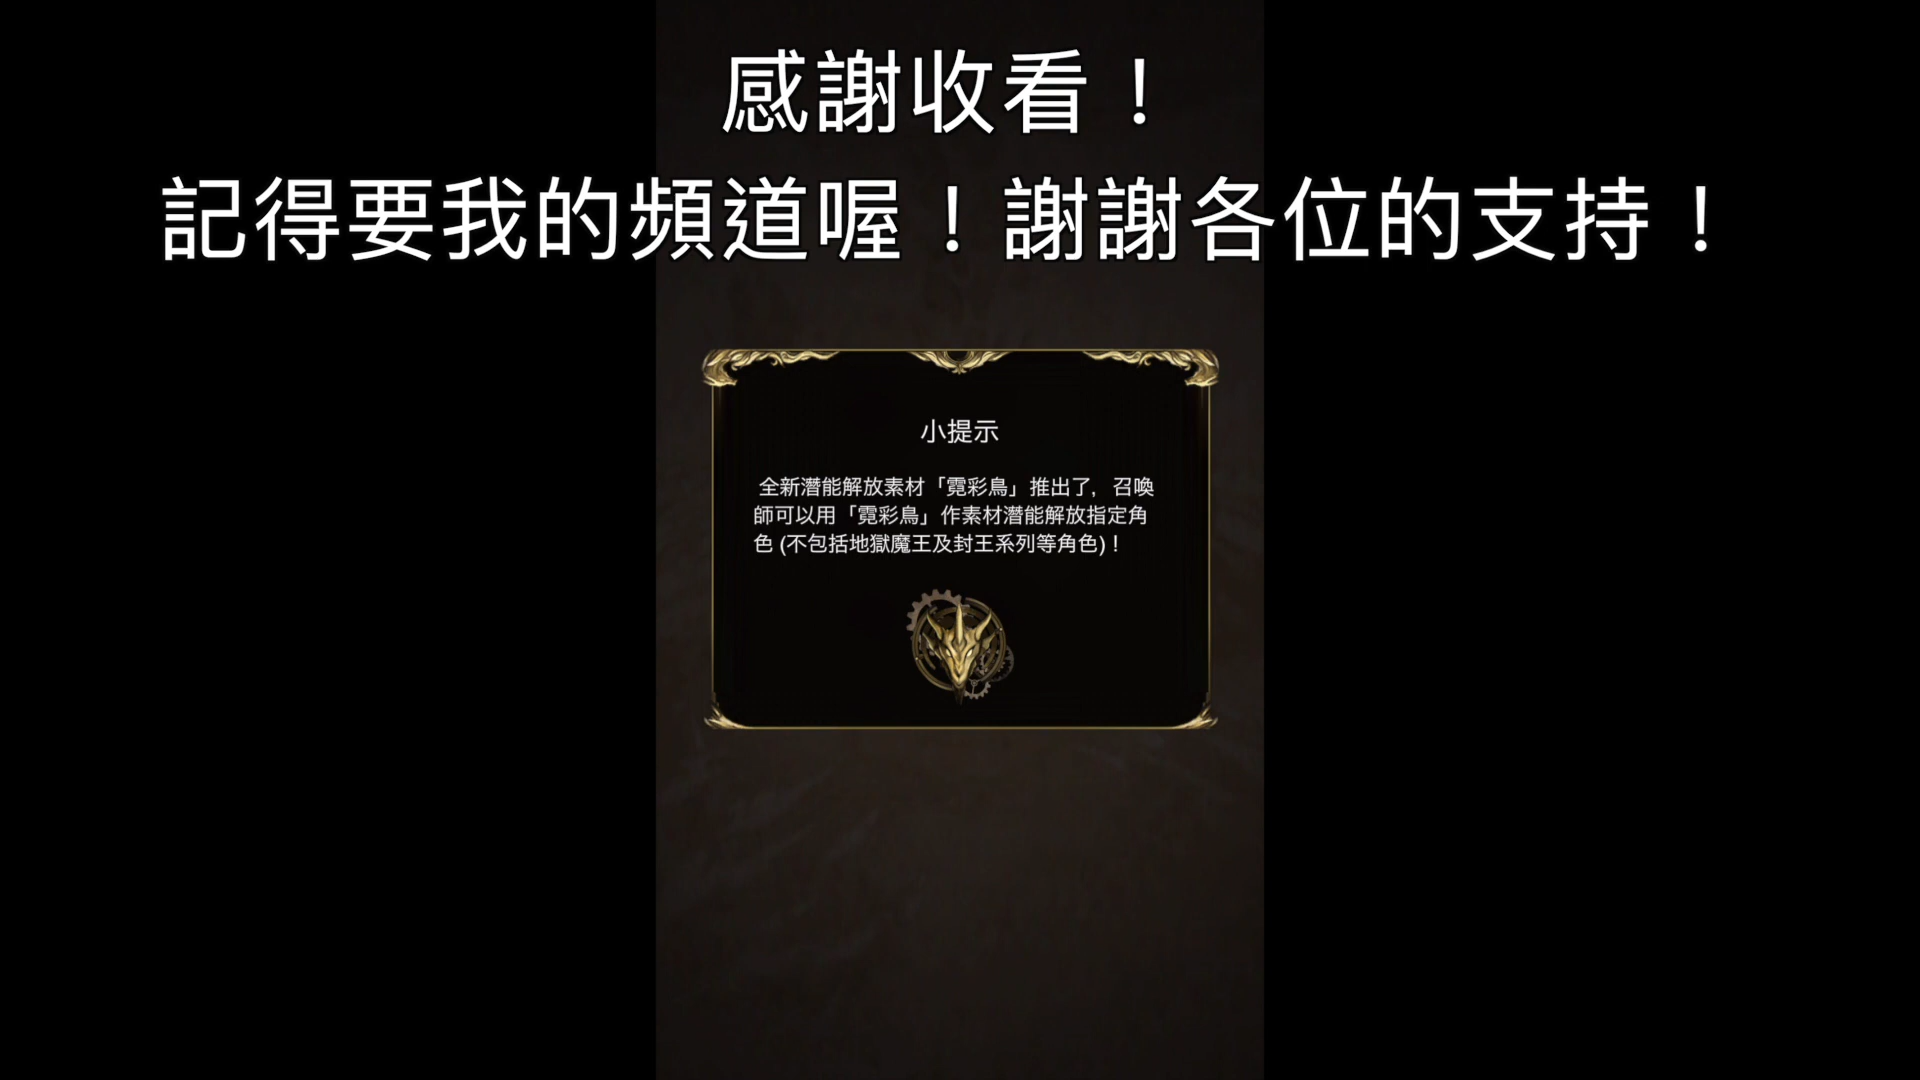 感謝收看！
記得要我的頻道喔！謝謝各位的支持！
小提示
全新潛能解放素材「霓彩鳥」推出了，召喚
師可以用「霓彩鳥」作素材潛能解放指定角
色 (不包括地獄魔王及封王系列等角色)！